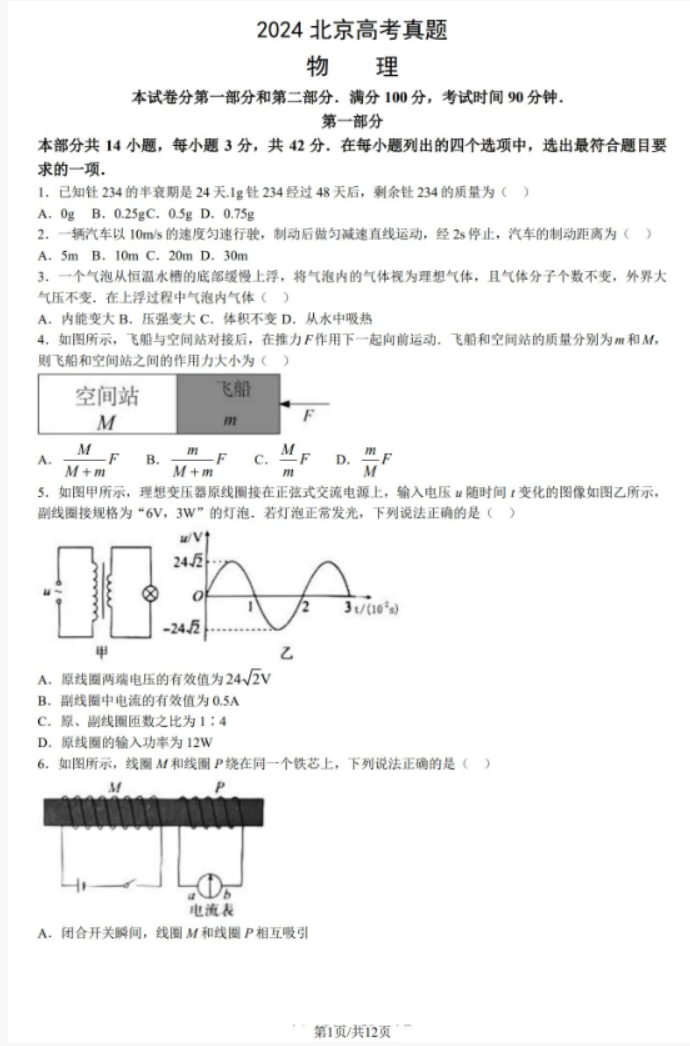 2024 北京高考真题
物 理
本试卷分第一部分和第二部分．满分 100 分，考试时间 90 分钟．
第一部分
本部分共 14 小题，每小题 3 分，共 42 分．在每小题列出的四个选项中，选出最符合题目要
求的一项．
1．已知钍 234 的半衰期是 24 天.1g 钍 234 经过 48 天后，剩余钍 234 的质量为（ ）
A．0g B．0.25gC．0.5g D．0.75g
2．一辆汽车以 10m/s 的速度匀速行驶，制动后做匀减速直线运动，经 2s 停止，汽车的制动距离为（ ）
A．5m B．10m C．20m D．30m
3．一个气泡从恒温水槽的底部缓慢上浮，将气泡内的气体视为理想气体，且气体分子个数不变，外界大
气压不变．在上浮过程中气泡内气体（ ）
A．内能变大 B．压强变大 C．体积不变 D．从水中吸热
4．如图所示，飞船与空间站对接后，在推力 F 作用下一起向前运动．飞船和空间站的质量分别为 m 和 M，
则飞船和空间站之间的作用力大小为（ ）
空间站 飞船
M m F
A．M/(M+m) F B．m/(M+m) F C．M/m F D．m/M F
5．如图甲所示，理想变压器原线圈接在正弦式交流电源上，输入电压 u 随时间 t 变化的图像如图乙所示，
副线圈接规格为“6V，3W”的灯泡．若灯泡正常发光，下列说法正确的是（ ）
u/V
24√2
u ~ O 1 2 3 t/(10⁻²s)
-24√2
甲 乙
A．原线圈两端电压的有效值为 24√2V
B．副线圈中电流的有效值为 0.5A
C．原、副线圈匝数之比为 1∶4
D．原线圈的输入功率为 12W
6．如图所示，线圈 M 和线圈 P 绕在同一个铁芯上，下列说法正确的是（ ）
M P
a b
电流表
A．闭合开关瞬间，线圈 M 和线圈 P 相互吸引
第1页/共12页